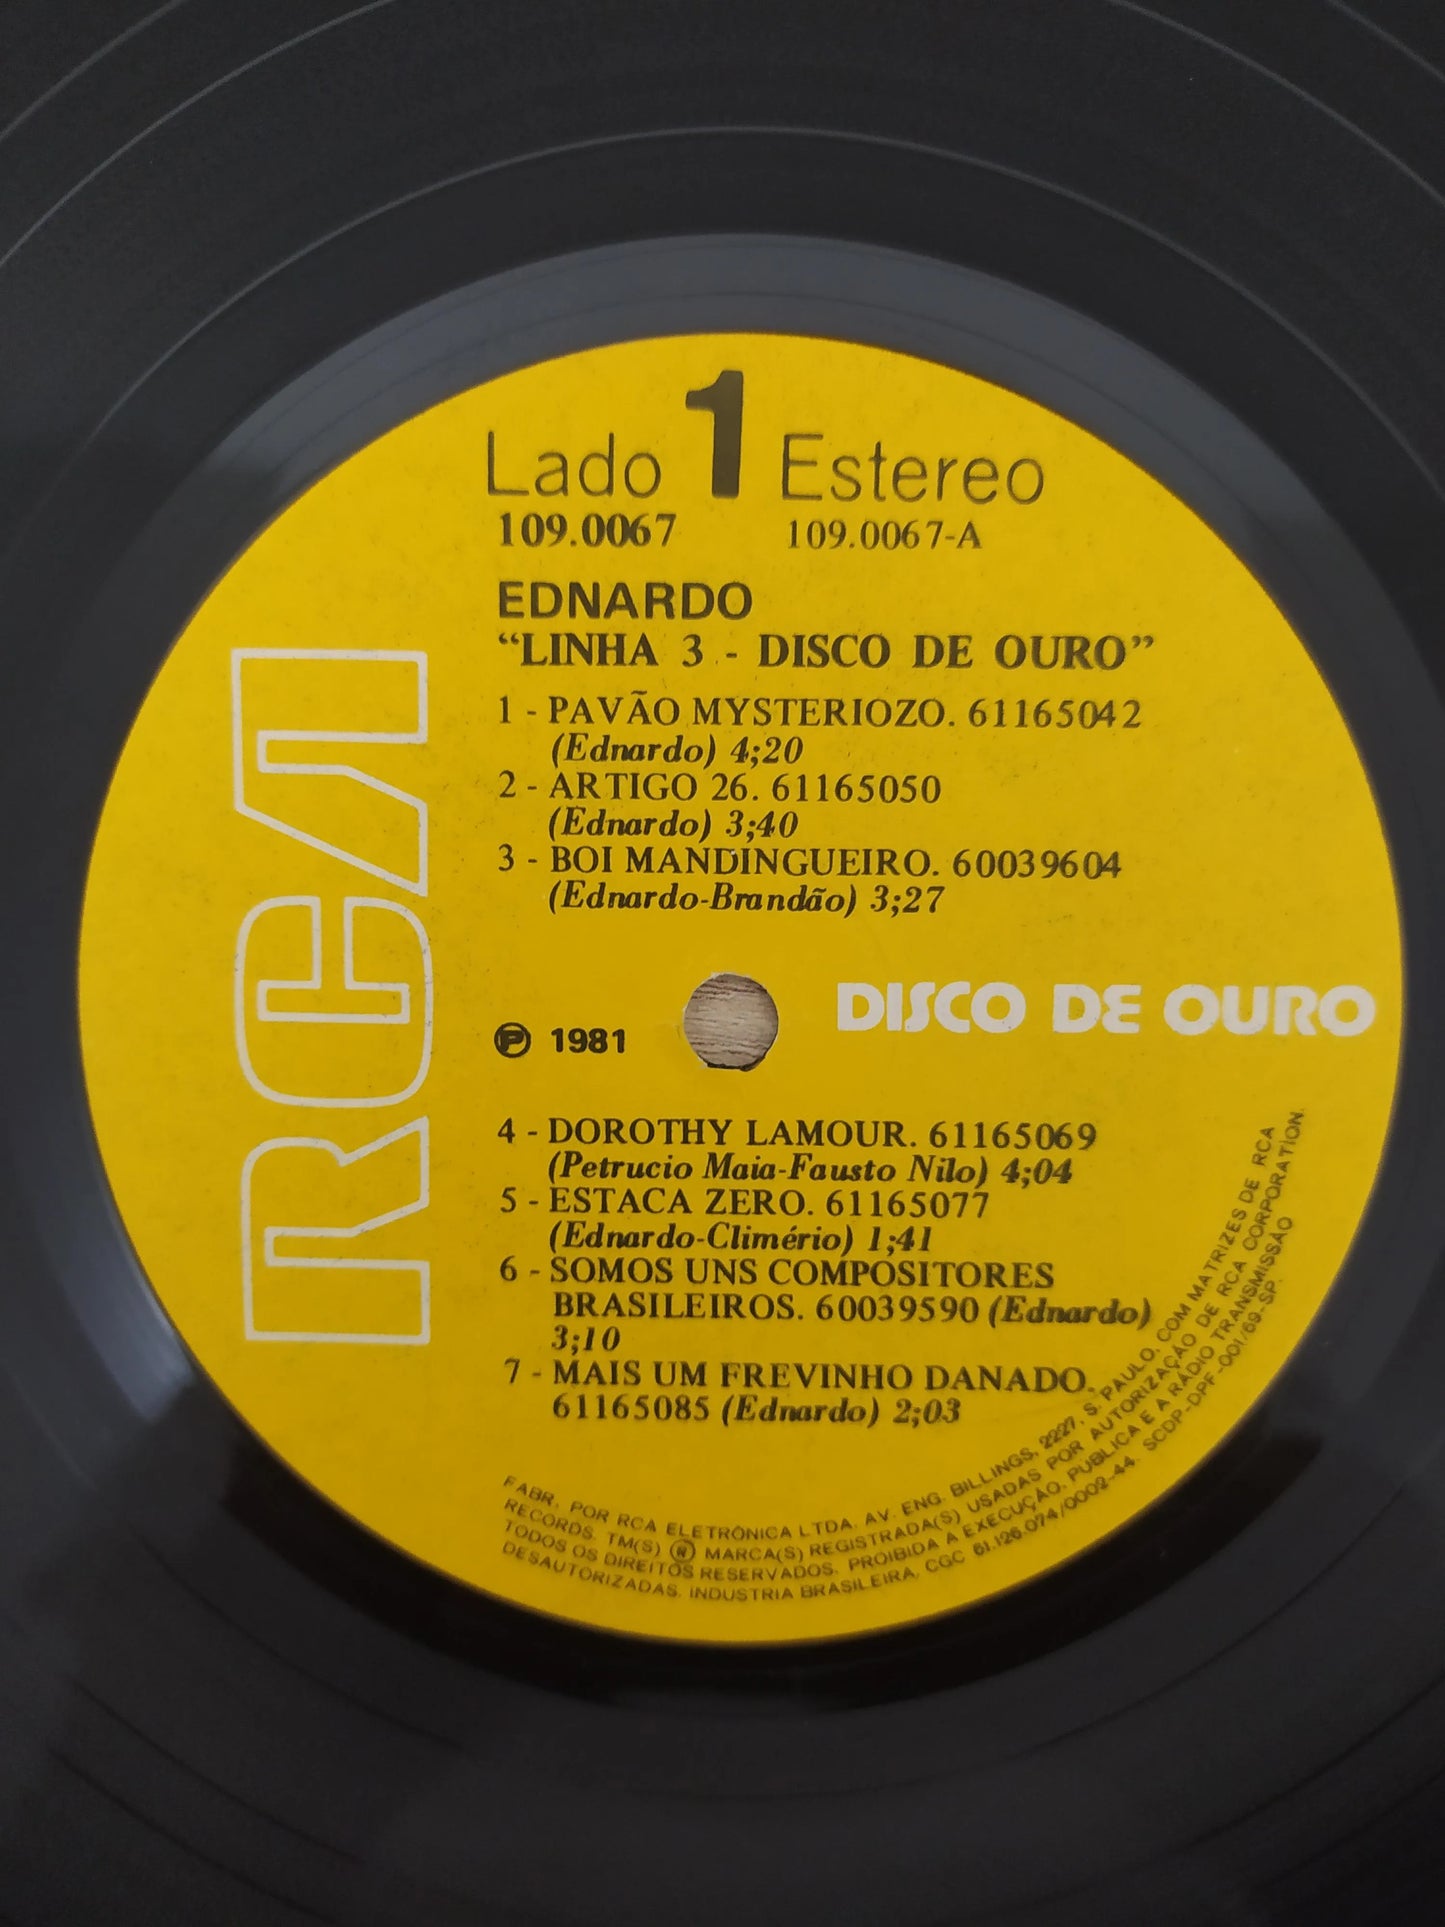 Lado 1 Estereo
109.0067 109.0067-A
EDNARDO
“LINHA 3 - DISCO DE OURO”
1 - PAVÃO MYSTERIOZO. 61165042
(Ednardo) 4;20
2 - ARTIGO 26. 61165050
(Ednardo) 3;40
3 - BOI MANDINGUEIRO. 60039604
(Ednardo-Brandão) 3;27
RCA
DISCO DE OURO
Ⓟ 1981
4 - DOROTHY LAMOUR. 61165069
(Petrucio Maia-Fausto Nilo) 4;04
5 - ESTACA ZERO. 61165077
(Ednardo-Climério) 1;41
6 - SOMOS UNS COMPOSITORES
BRASILEIROS. 60039590 (Ednardo)
3;10
7 - MAIS UM FREVINHO DANADO.
61165085 (Ednardo) 2;03
FABR. POR RCA ELETRÔNICA LTDA. AV. ENG. BILLINGS, 2227, S. PAULO, COM MATRIZES DE RCA
RECORDS. TM(S) ® MARCA(S) REGISTRADA(S) USADAS POR AUTORIZAÇÃO DE RCA CORPORATION.
TODOS OS DIREITOS RESERVADOS. PROIBIDA A EXECUÇÃO, PÚBLICA E A RÁDIO TRANSMISSÃO
DESAUTORIZADAS. INDUSTRIA BRASILEIRA, CGC 61.126.074/0002-44. SCDP-DPF-001/69-SP.